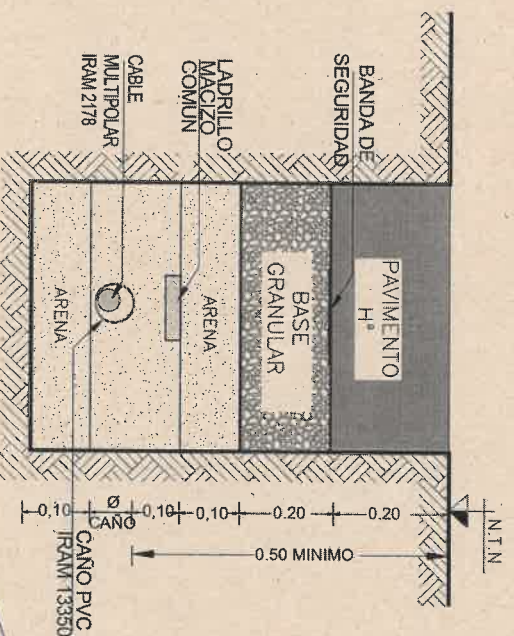 N.T.N
PAVIMENTO
Hº
BANDA DE
SEGURIDAD
BASE
GRANULAR
LADRILLO
MACIZO
COMUN
ARENA
CABLE
MULTIPOLAR
IRAM 2178
ARENA
CAÑO PVC
IRAM 13350
0.20
0.20
0,10
0,10
Ø
CAÑO
0,10
0.50 MINIMO